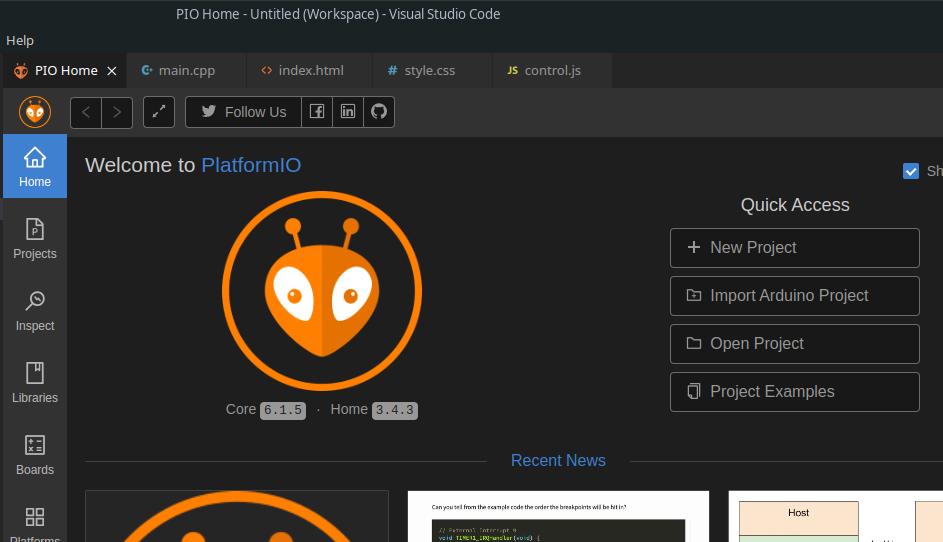 PIO Home - Untitled (Workspace) - Visual Studio Code
Help
PIO Home main.cpp index.html # style.css JS control.js
Follow Us
Home
Welcome to PlatformIO
Sh
Quick Access
New Project
Projects
Import Arduino Project
Inspect
Open Project
Libraries
Project Examples
Core 6.1.5 · Home 3.4.3
Boards
Recent News
Can you tell from the example code the order the breakpoints will be hit in?
Host
// External Interrupt 0
void TIMER1_IRQHandler(void) {
Platforms